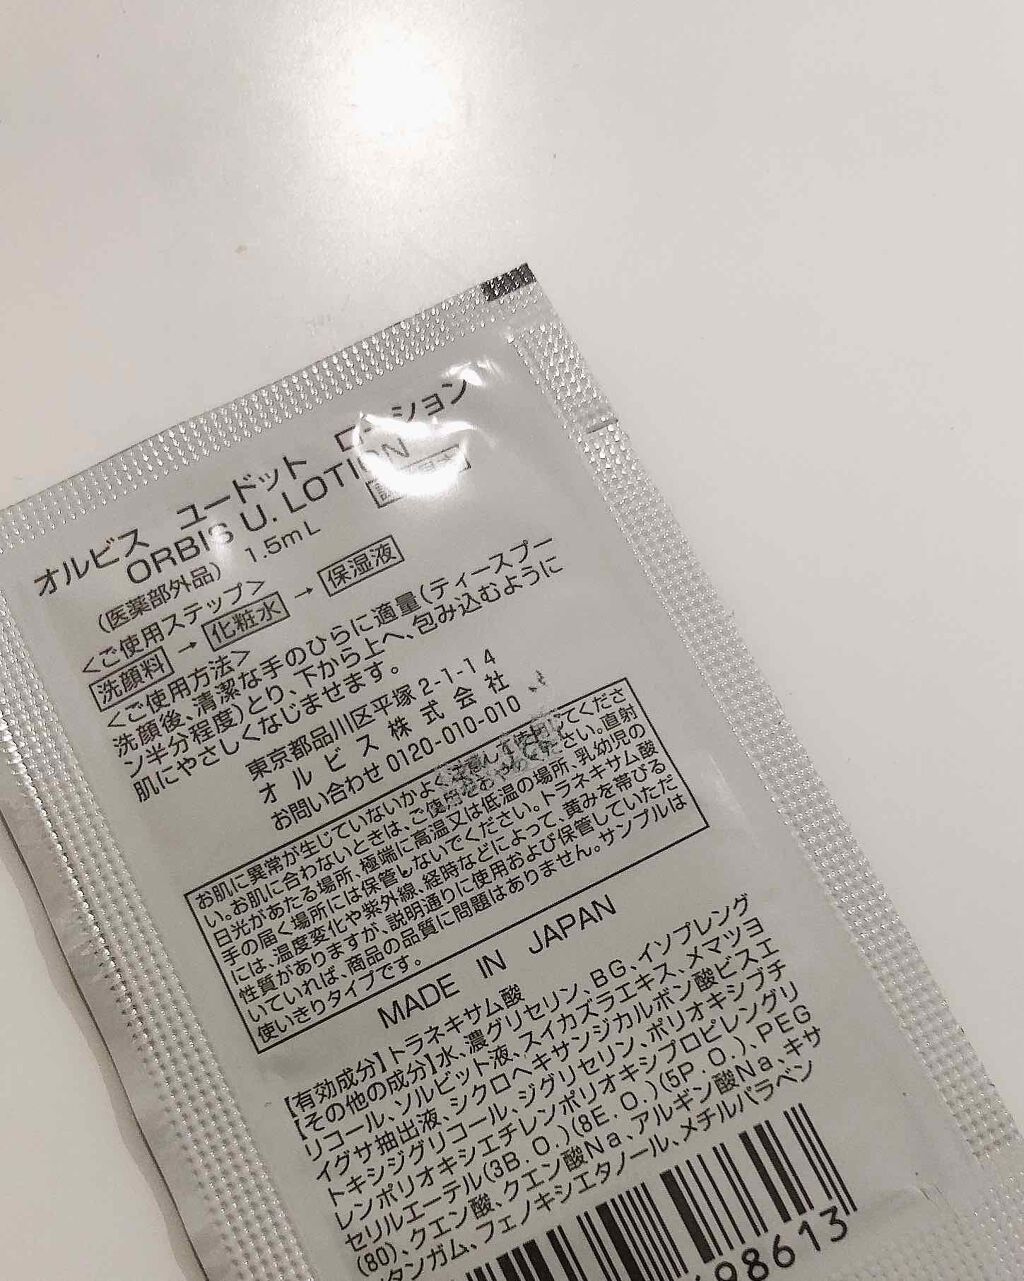 オルビス ユードット ローション
ORBIS U. LOTION
(医薬部外品) 1.5mL
<ご使用ステップ>
洗顔料 → 化粧水 → 保湿液
<ご使用方法>
洗顔後、清潔な手のひらに適量(ティースプー
ン半分程度)とり、下から上へ、包み込むように
肌にやさしくなじませます。
東京都品川区平塚2-1-14
オルビス株式会社
お問い合わせ 0120-010-010
お肌に異常が生じていないかよく注意して使用してくださ
い。お肌に合わないときは、ご使用をおやめください。直射
日光があたる場所、極端に高温又は低温の場所、乳幼児の
手の届く場所には保管しないでください。トラネキサム酸
には、温度変化や紫外線、経時などによって、黄みを帯びる
性質がありますが、説明通りに使用および保管していただ
いていれば、商品の品質に問題はありません。サンプルは
使いきりタイプです。
MADE IN JAPAN
【有効成分】トラネキサム酸
【その他の成分】水、濃グリセリン、BG、イソプレング
リコール、ソルビット液、スイカズラエキス、メマツヨ
イグサ抽出液、シクロヘキサンジカルボン酸ビスエ
トキシジグリコール、ジグリセリン、ポリオキシブチ
レンポリオキシエチレンポリオキシプロピレングリ
セリルエーテル(3B.O.)(8E.O.)(5P.O.)、PEG
(80)、クエン酸、クエン酸Na、アルギン酸Na、キサ
ンタンガム、フェノキシエタノール、メチルパラベン
98613